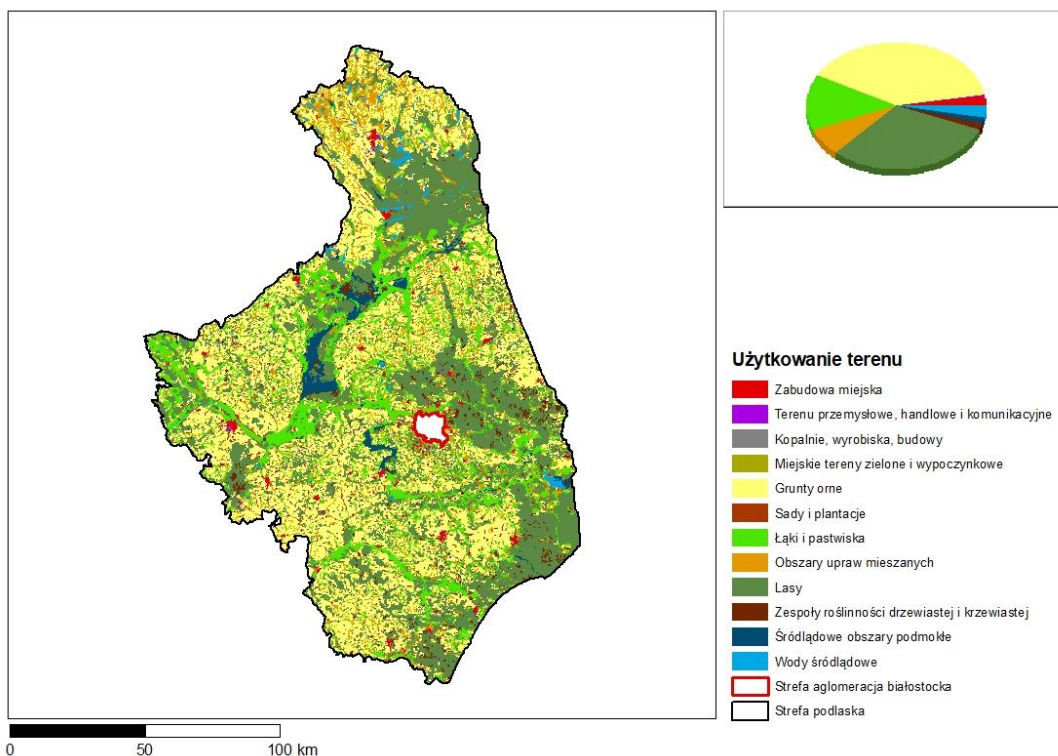 Użytkowanie terenu
Zabudowa miejska
Terenu przemysłowe, handlowe i komunikacyjne
Kopalnie, wyrobiska, budowy
Miejskie tereny zielone i wypoczynkowe
Grunty orne
Sady i plantacje
Łąki i pastwiska
Obszary upraw mieszanych
Lasy
Zespoły roślinności drzewiastej i krzewiastej
Śródlądowe obszary podmokłe
Wody śródlądowe
Strefa aglomeracja białostocka
Strefa podlaska
0 50 100 km